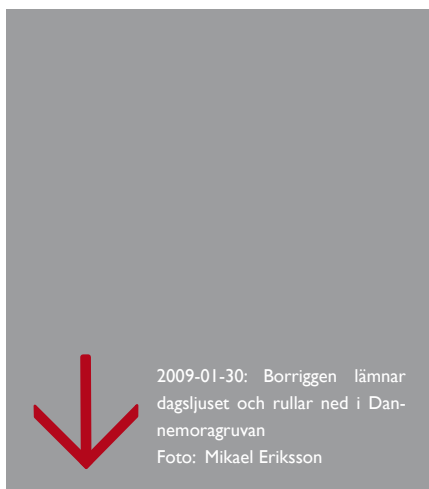 2009-01-30: Borriggen lämnar
dagsljuset och rullar ned i Dan-
nemoragruvan
Foto: Mikael Eriksson